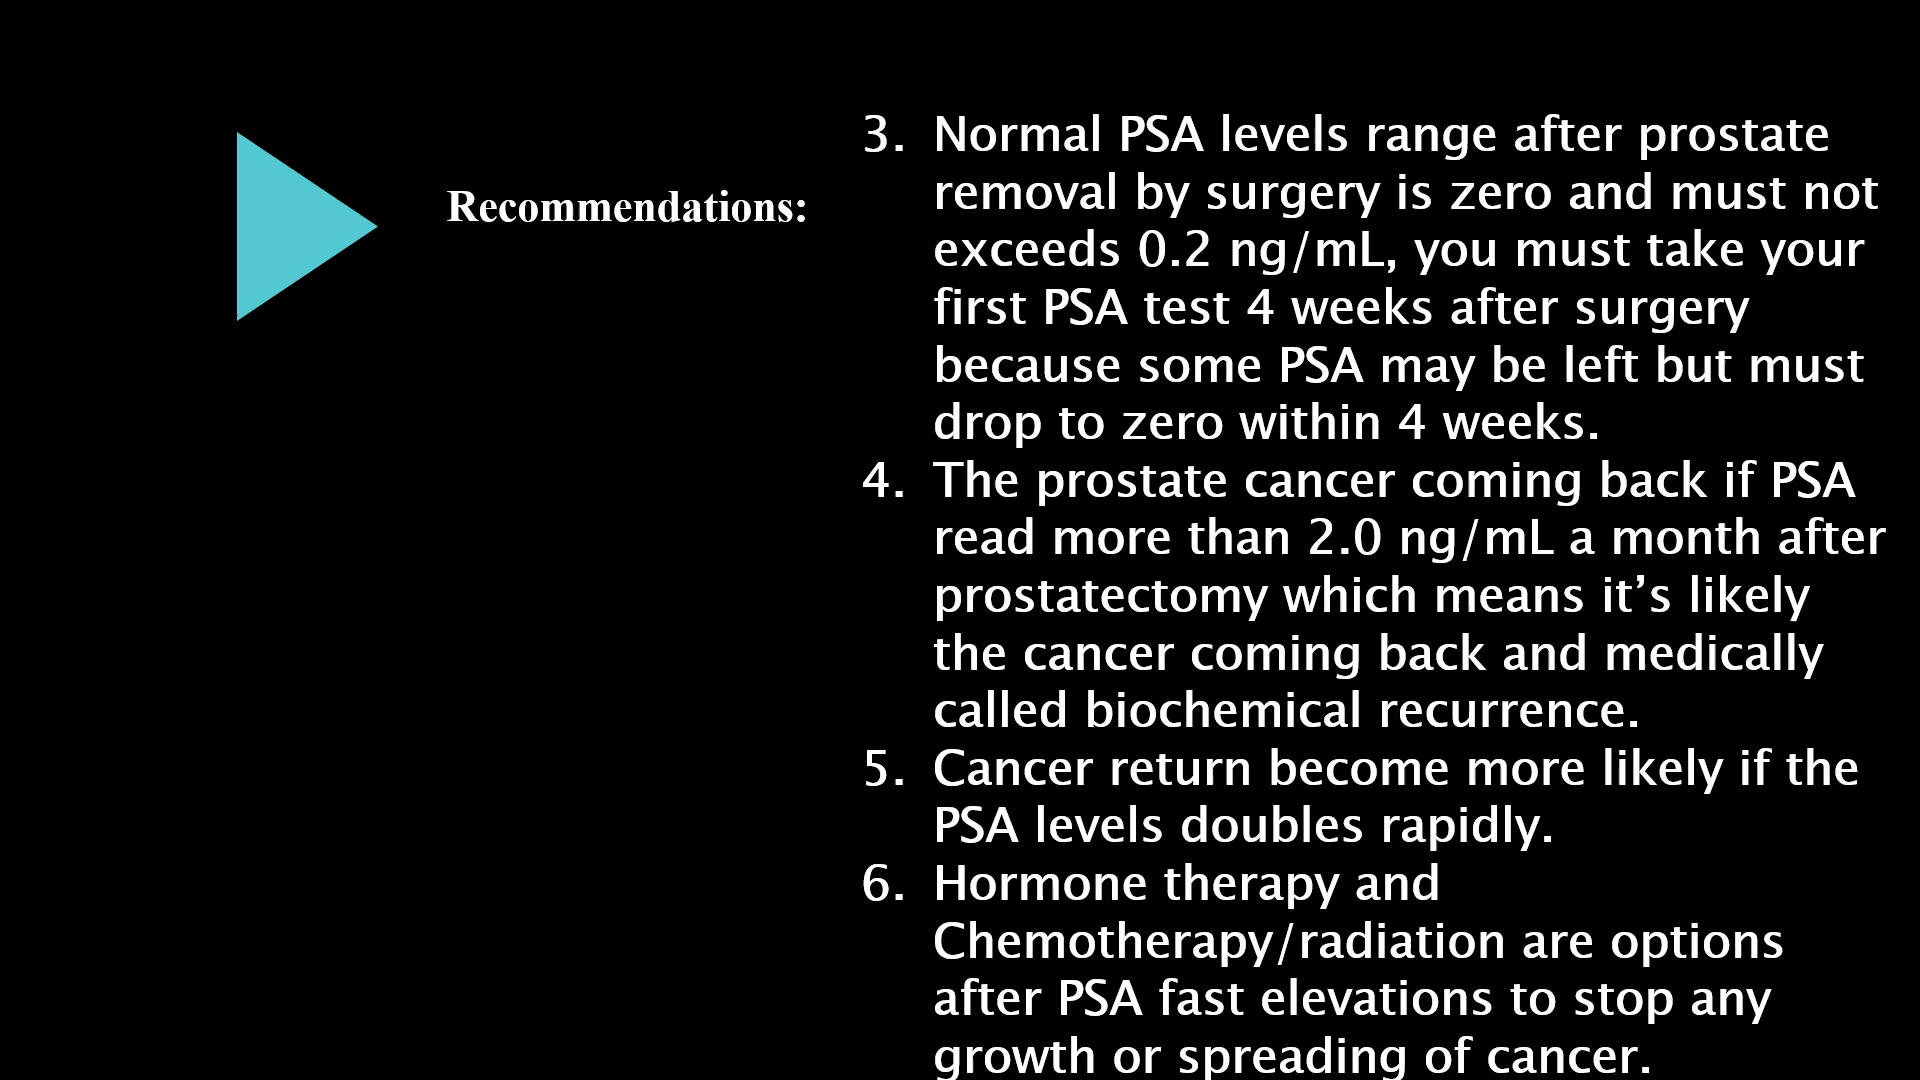 Recommendations:
3. Normal PSA levels range after prostate
removal by surgery is zero and must not
exceeds 0.2 ng/mL, you must take your
first PSA test 4 weeks after surgery
because some PSA may be left but must
drop to zero within 4 weeks.
4. The prostate cancer coming back if PSA
read more than 2.0 ng/mL a month after
prostatectomy which means it’s likely
the cancer coming back and medically
called biochemical recurrence.
5. Cancer return become more likely if the
PSA levels doubles rapidly.
6. Hormone therapy and
Chemotherapy/radiation are options
after PSA fast elevations to stop any
growth or spreading of cancer.